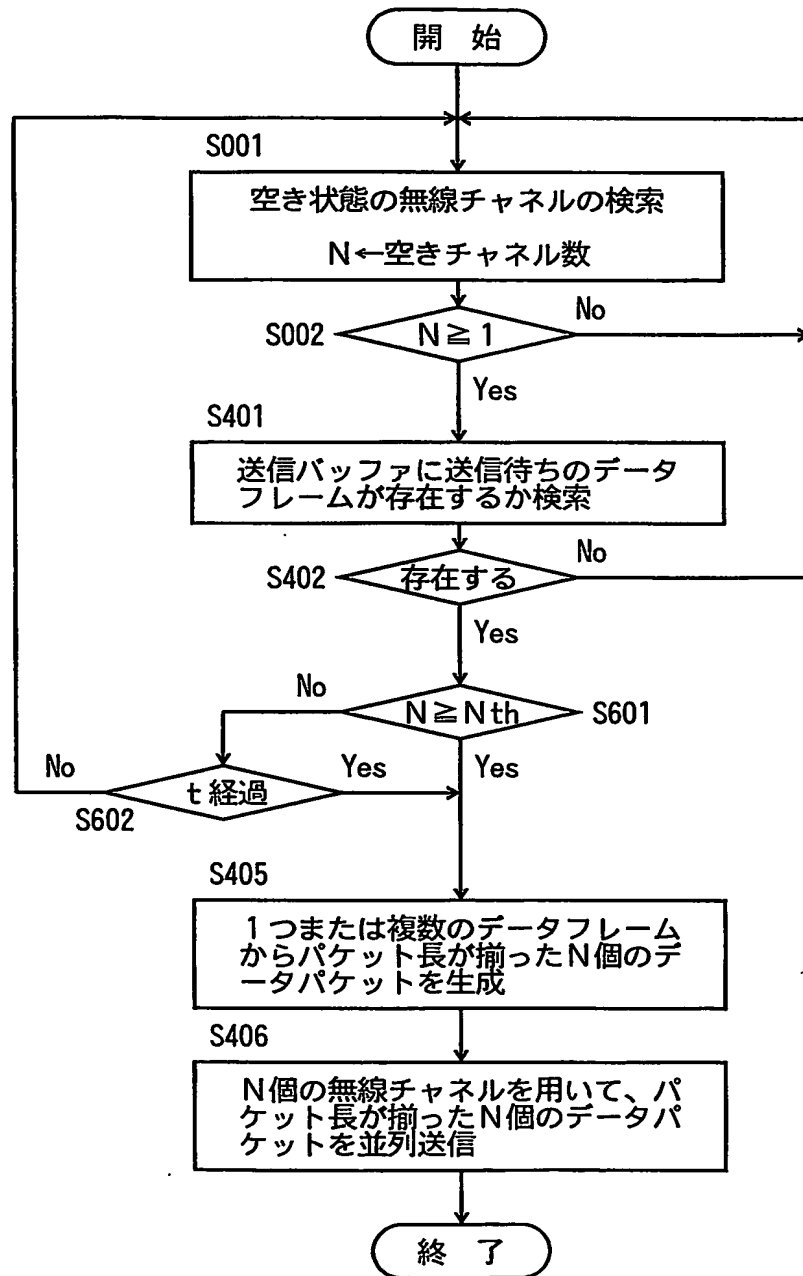 開 始
S001
空き状態の無線チャネルの検索
N←空きチャネル数
S002
N≧1
No
Yes
S401
送信バッファに送信待ちのデータ
フレームが存在するか検索
S402
存在する
No
Yes
No
N≧Nth
S601
No
t経過
Yes
Yes
S602
S405
1つまたは複数のデータフレーム
からパケット長が揃ったN個のデ
ータパケットを生成
S406
N個の無線チャネルを用いて、パ
ケット長が揃ったN個のデータパ
ケットを並列送信
終 了